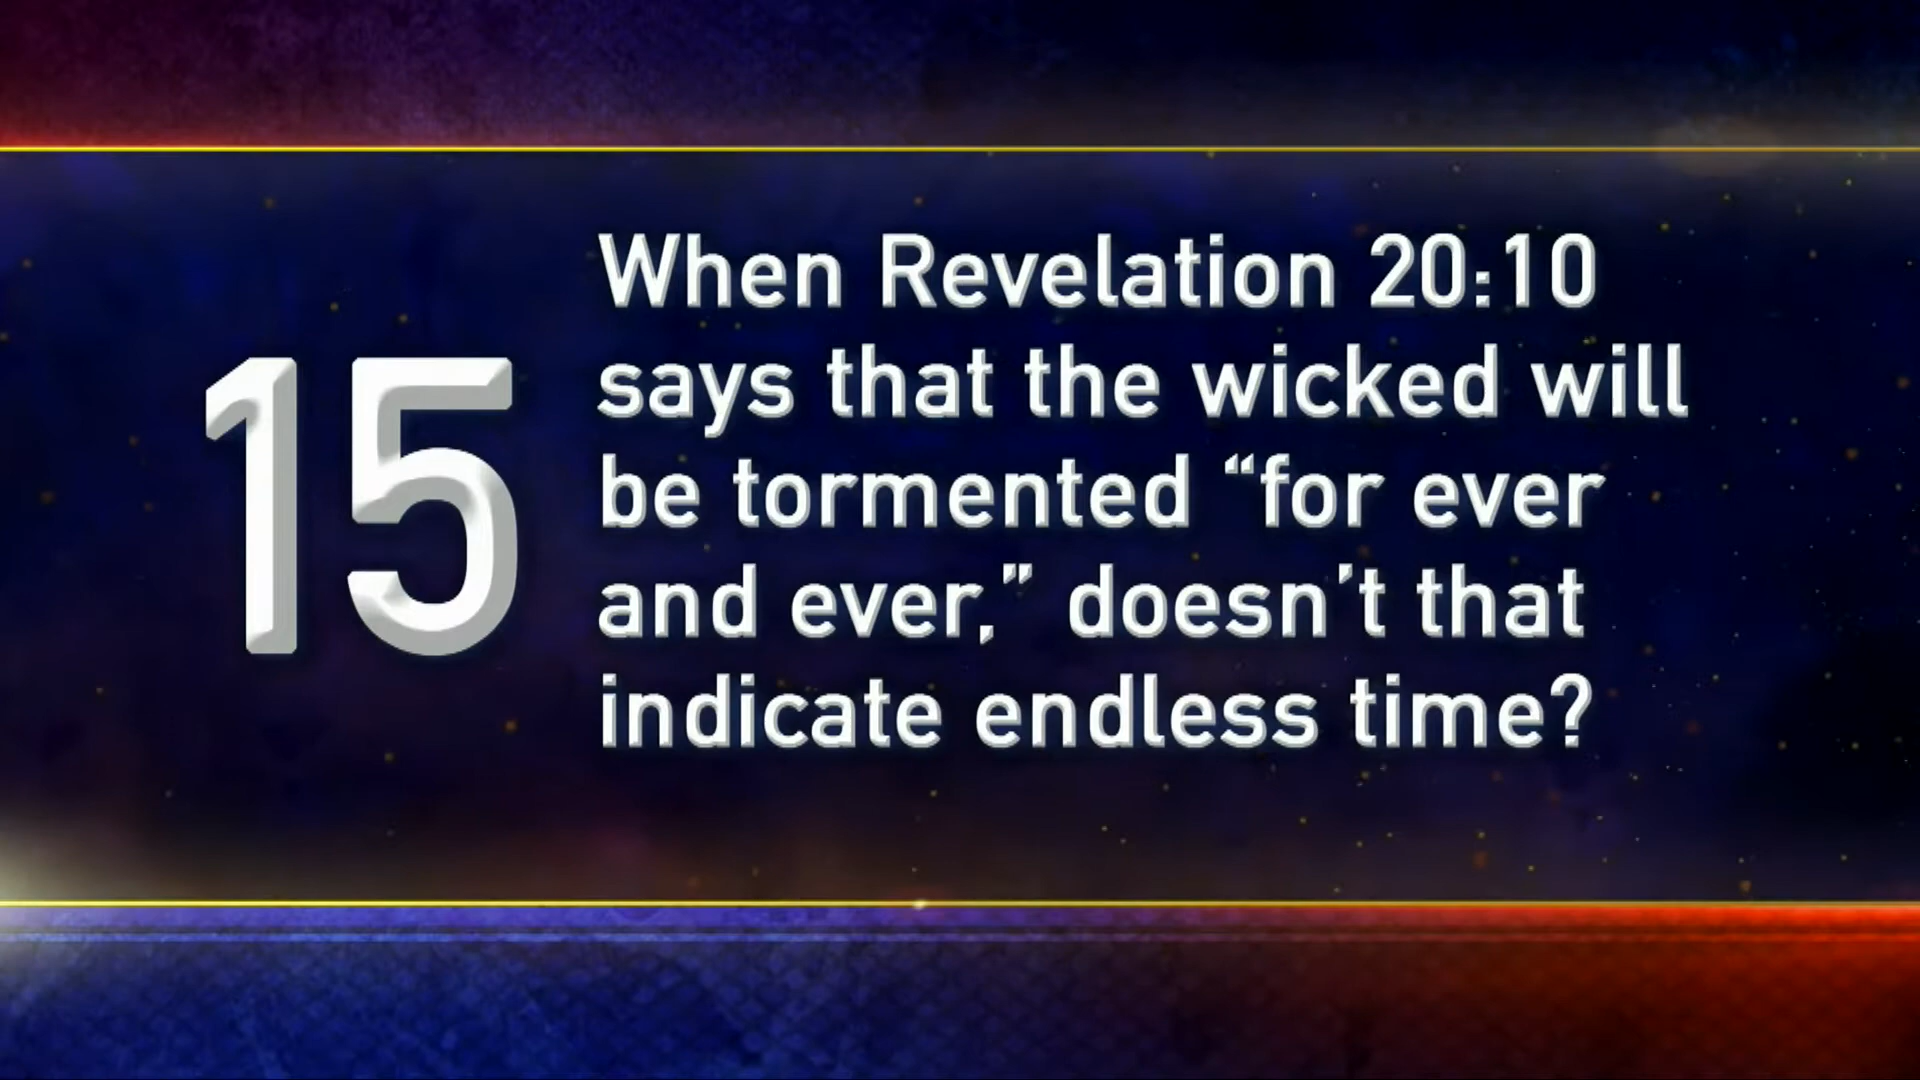 15
When Revelation 20:10
says that the wicked will
be tormented “for ever
and ever,” doesn’t that
indicate endless time?